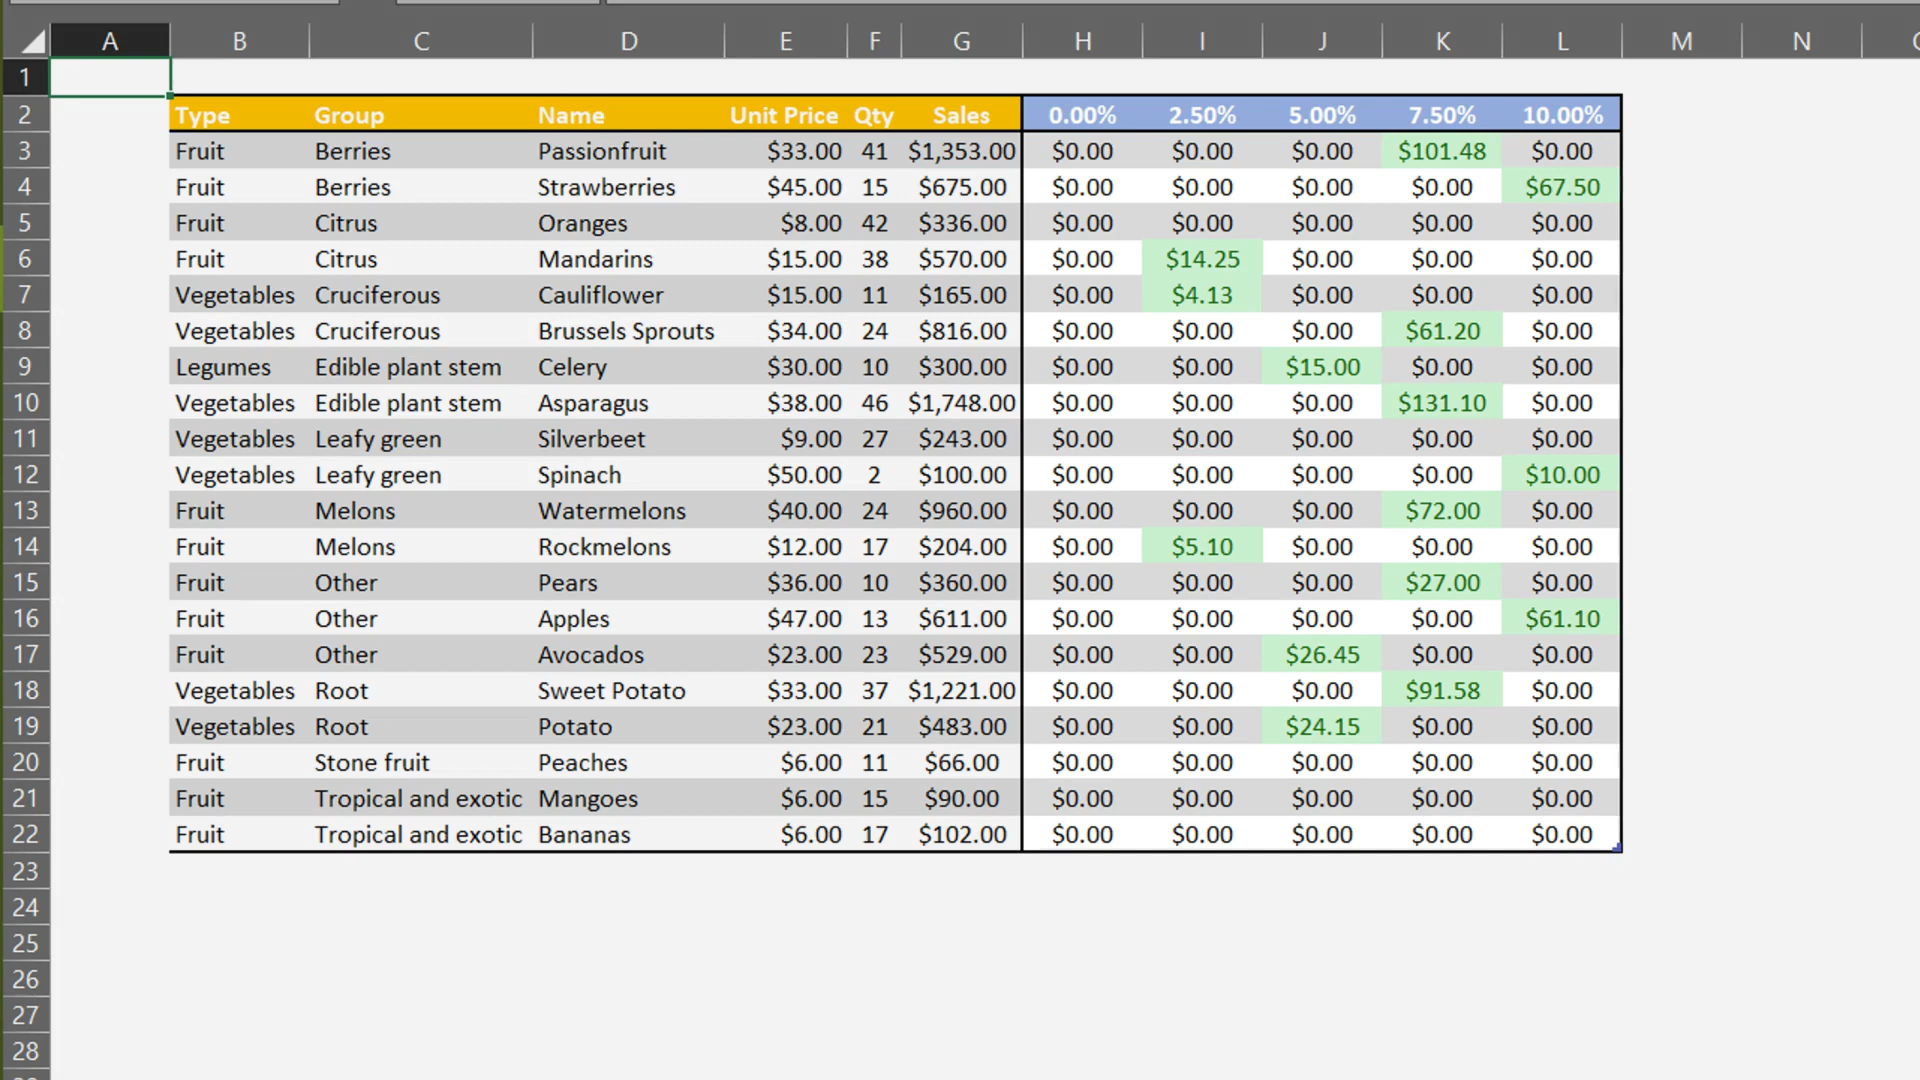 A B C D E F G H I J K L M N
1
2 Type Group Name Unit Price Qty Sales 0.00% 2.50% 5.00% 7.50% 10.00%
3 Fruit Berries Passionfruit $33.00 41 $1,353.00 $0.00 $0.00 $0.00 $101.48 $0.00
4 Fruit Berries Strawberries $45.00 15 $675.00 $0.00 $0.00 $0.00 $0.00 $67.50
5 Fruit Citrus Oranges $8.00 42 $336.00 $0.00 $0.00 $0.00 $0.00 $0.00
6 Fruit Citrus Mandarins $15.00 38 $570.00 $0.00 $14.25 $0.00 $0.00 $0.00
7 Vegetables Cruciferous Cauliflower $15.00 11 $165.00 $0.00 $4.13 $0.00 $0.00 $0.00
8 Vegetables Cruciferous Brussels Sprouts $34.00 24 $816.00 $0.00 $0.00 $0.00 $61.20 $0.00
9 Legumes Edible plant stem Celery $30.00 10 $300.00 $0.00 $0.00 $15.00 $0.00 $0.00
10 Vegetables Edible plant stem Asparagus $38.00 46 $1,748.00 $0.00 $0.00 $0.00 $131.10 $0.00
11 Vegetables Leafy green Silverbeet $9.00 27 $243.00 $0.00 $0.00 $0.00 $0.00 $0.00
12 Vegetables Leafy green Spinach $50.00 2 $100.00 $0.00 $0.00 $0.00 $0.00 $10.00
13 Fruit Melons Watermelons $40.00 24 $960.00 $0.00 $0.00 $0.00 $72.00 $0.00
14 Fruit Melons Rockmelons $12.00 17 $204.00 $0.00 $5.10 $0.00 $0.00 $0.00
15 Fruit Other Pears $36.00 10 $360.00 $0.00 $0.00 $0.00 $27.00 $0.00
16 Fruit Other Apples $47.00 13 $611.00 $0.00 $0.00 $0.00 $0.00 $61.10
17 Fruit Other Avocados $23.00 23 $529.00 $0.00 $0.00 $26.45 $0.00 $0.00
18 Vegetables Root Sweet Potato $33.00 37 $1,221.00 $0.00 $0.00 $0.00 $91.58 $0.00
19 Vegetables Root Potato $23.00 21 $483.00 $0.00 $0.00 $24.15 $0.00 $0.00
20 Fruit Stone fruit Peaches $6.00 11 $66.00 $0.00 $0.00 $0.00 $0.00 $0.00
21 Fruit Tropical and exotic Mangoes $6.00 15 $90.00 $0.00 $0.00 $0.00 $0.00 $0.00
22 Fruit Tropical and exotic Bananas $6.00 17 $102.00 $0.00 $0.00 $0.00 $0.00 $0.00
23
24
25
26
27
28